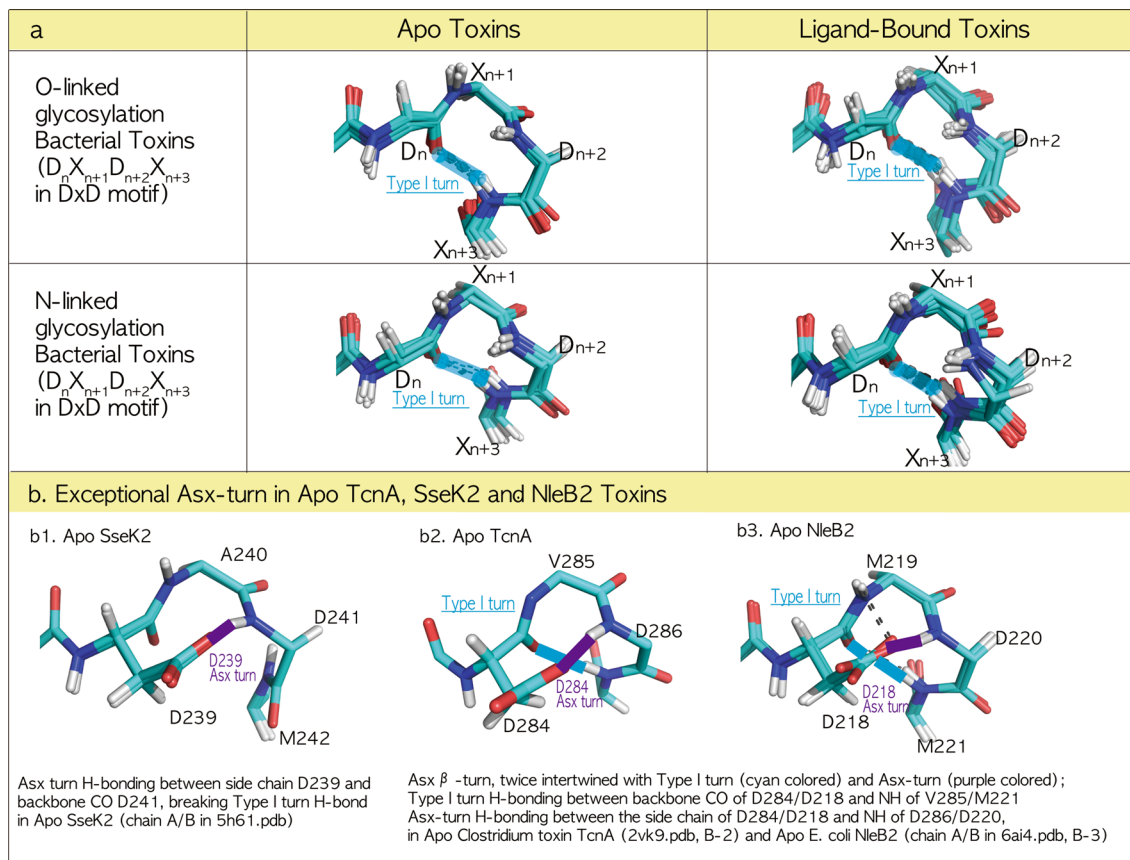 a
Apo Toxins
Ligand-Bound Toxins
O-linked
glycosylation
Bacterial Toxins
(DnXn+1Dn+2Xn+3
in DxD motif)
Xn+1
Dn
Dn+2
Type I turn
Xn+3
Xn+1
Dn
Dn+2
Type I turn
Xn+3
N-linked
glycosylation
Bacterial Toxins
(DnXn+1Dn+2Xn+3
in DxD motif)
Xn+1
Dn+2
Dn
Type I turn
Xn+3
Xn+1
Dn+2
Dn
Type I turn
Xn+3
b. Exceptional Asx-turn in Apo TcnA, SseK2 and NleB2 Toxins
b1. Apo SseK2
A240
D241
D239
Asx turn
D239
M242
b2. Apo TcnA
V285
Type I turn
D286
D284
Asx turn
D284
b3. Apo NleB2
M219
Type I turn
D220
D218
Asx turn
D218
M221
Asx turn H-bonding between side chain D239 and
backbone CO D241, breaking Type I turn H-bond
in Apo SseK2 (chain A/B in 5h61.pdb)
Asx β -turn, twice intertwined with Type I turn (cyan colored) and Asx-turn (purple colored) ;
Type I turn H-bonding between backbone CO of D284/D218 and NH of V285/M221
Asx-turn H-bonding between the side chain of D284/D218 and NH of D286/D220,
in Apo Clostridium toxin TcnA (2vk9.pdb, B-2) and Apo E. coli NleB2 (chain A/B in 6ai4.pdb, B-3)